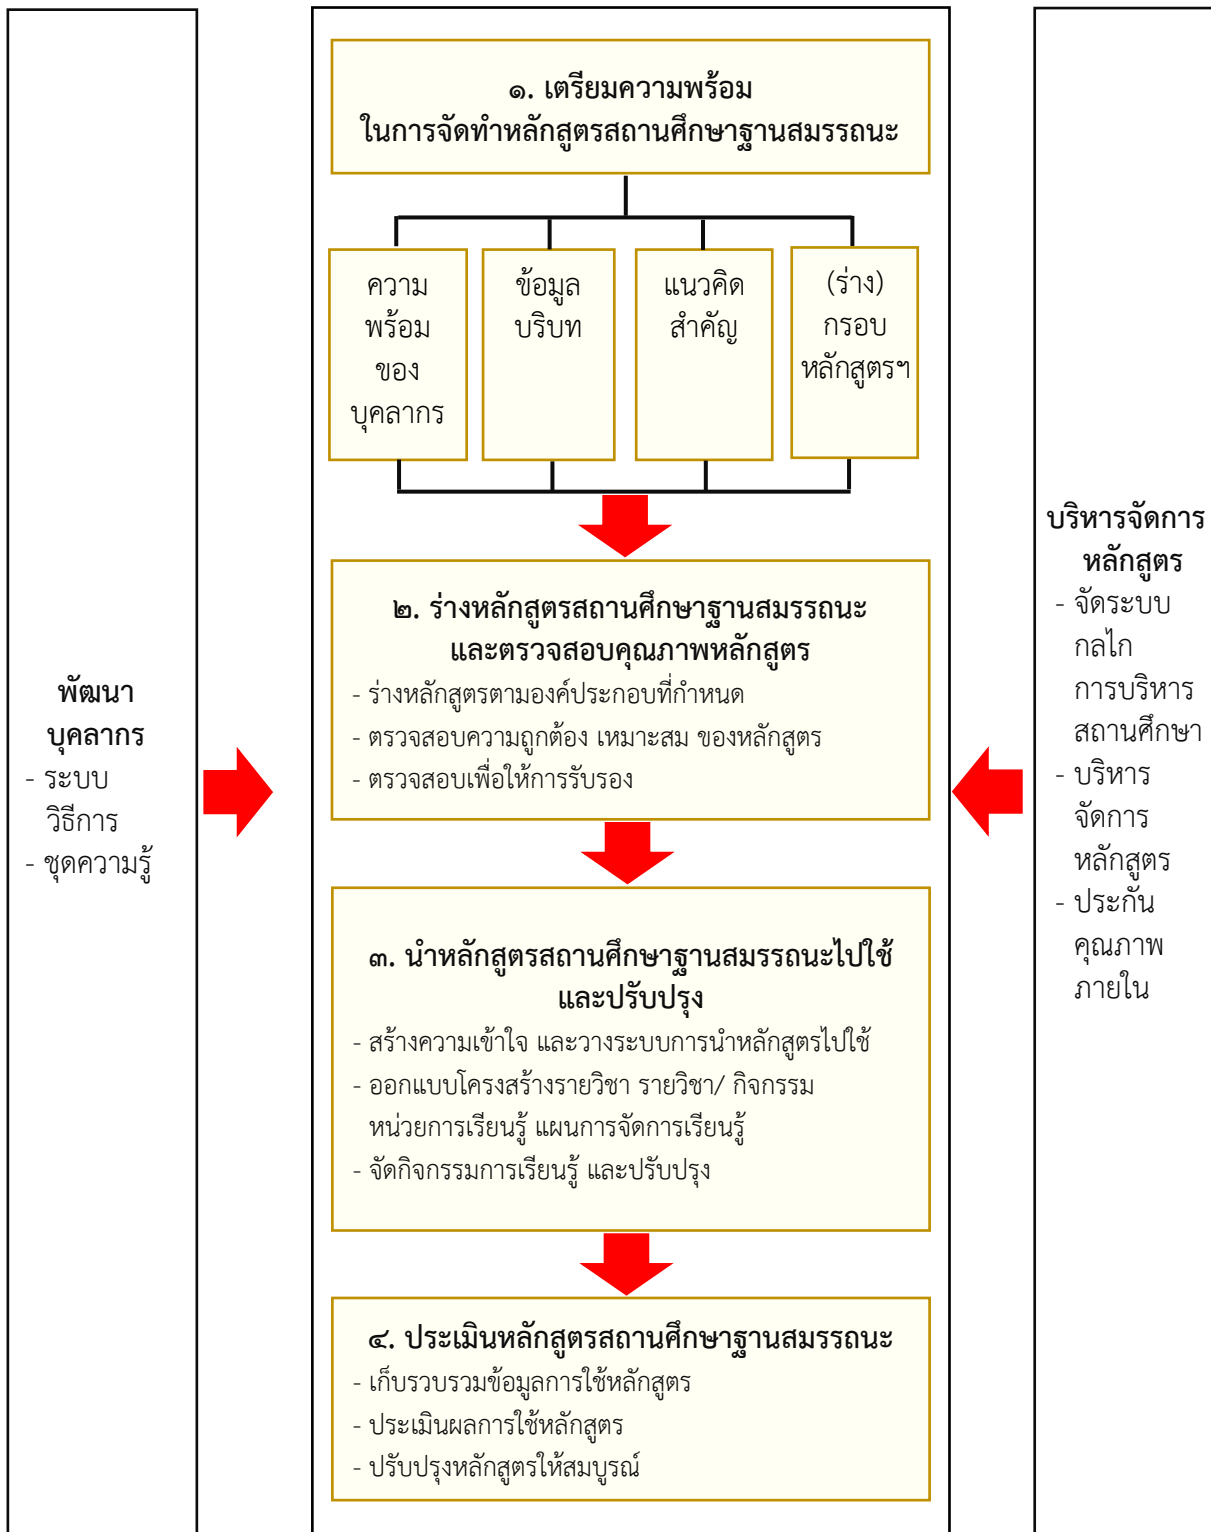 ๑. เตรียมความพร้อม
ในการจัดทำหลักสูตรสถานศึกษาฐานสมรรถนะ
ความ
พร้อม
ของ
บุคลากร
ข้อมูล
บริบท
แนวคิด
สำคัญ
(ร่าง)
กรอบ
หลักสูตรฯ
๒. ร่างหลักสูตรสถานศึกษาฐานสมรรถนะ
และตรวจสอบคุณภาพหลักสูตร
- ร่างหลักสูตรตามองค์ประกอบที่กำหนด
- ตรวจสอบความถูกต้อง เหมาะสม ของหลักสูตร
- ตรวจสอบเพื่อให้การรับรอง
๓. นำหลักสูตรสถานศึกษาฐานสมรรถนะไปใช้
และปรับปรุง
- สร้างความเข้าใจ และวางระบบการนำหลักสูตรไปใช้
- ออกแบบโครงสร้างรายวิชา รายวิชา/ กิจกรรม
หน่วยการเรียนรู้ แผนการจัดการเรียนรู้
- จัดกิจกรรมการเรียนรู้ และปรับปรุง
๔. ประเมินหลักสูตรสถานศึกษาฐานสมรรถนะ
- เก็บรวบรวมข้อมูลการใช้หลักสูตร
- ประเมินผลการใช้หลักสูตร
- ปรับปรุงหลักสูตรให้สมบูรณ์
พัฒนา
บุคลากร
- ระบบ
วิธีการ
- ชุดความรู้
บริหารจัดการ
หลักสูตร
- จัดระบบ
กลไก
การบริหาร
สถานศึกษา
- บริหาร
จัดการ
หลักสูตร
- ประกัน
คุณภาพ
ภายใน